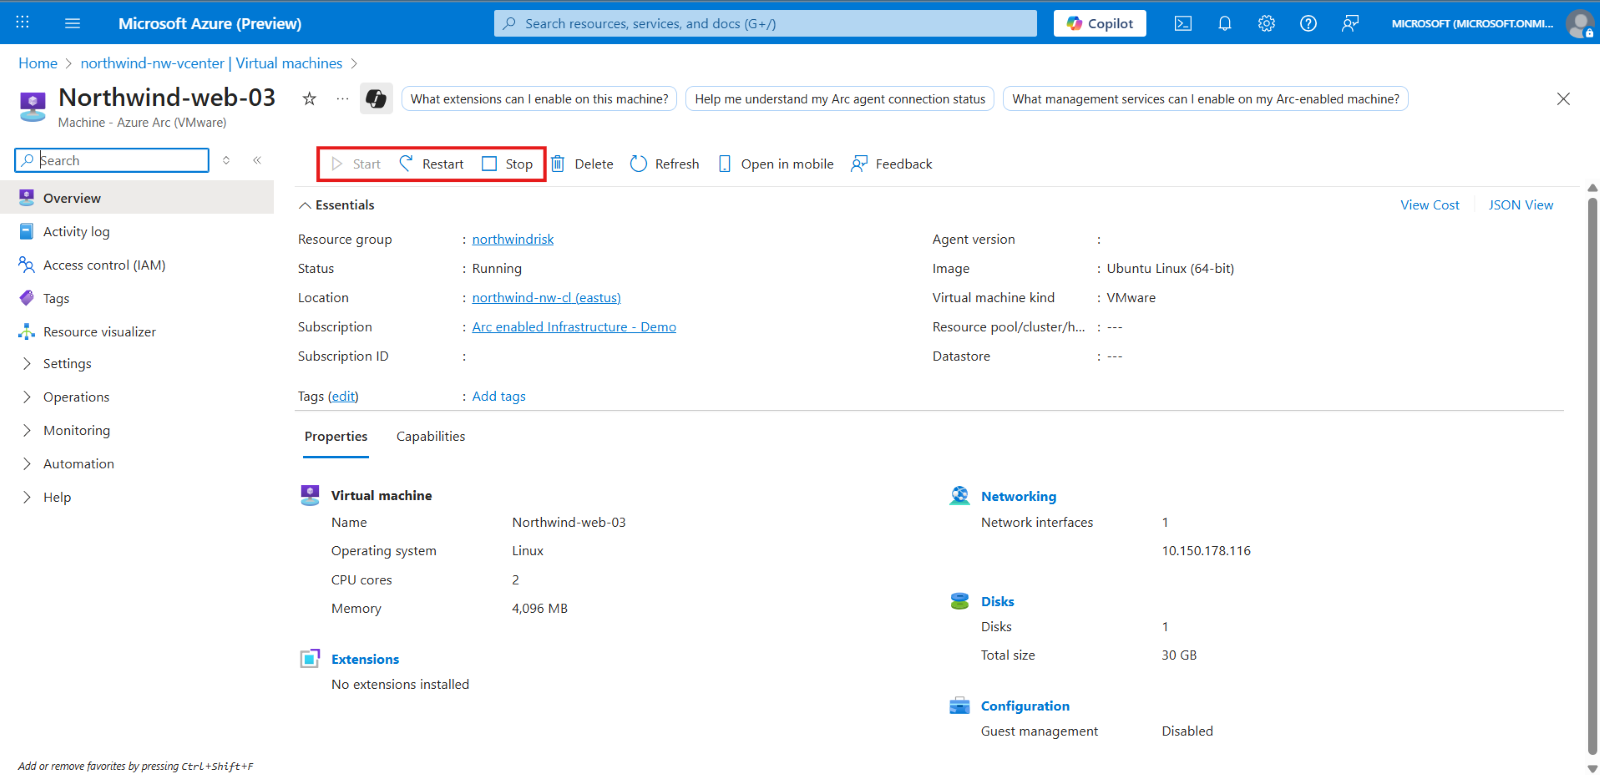 Microsoft Azure (Preview)
Search resources, services, and docs (G+/)
Copilot
MICROSOFT (MICROSOFT.ONMI...
Home > northwind-nw-vcenter | Virtual machines >
Northwind-web-03
Machine - Azure Arc (VMware)
What extensions can I enable on this machine?
Help me understand my Arc agent connection status
What management services can I enable on my Arc-enabled machine?
Search
Start Restart Stop Delete Refresh Open in mobile Feedback
Overview
Activity log
Access control (IAM)
Tags
Resource visualizer
Settings
Operations
Monitoring
Automation
Help
Add or remove favorites by pressing Ctrl+Shift+F
Essentials
View Cost JSON View
Resource group : northwindrisk
Status : Running
Location : northwind-nw-cl (eastus)
Subscription : Arc enabled Infrastructure - Demo
Subscription ID :
Tags (edit) : Add tags
Agent version :
Image : Ubuntu Linux (64-bit)
Virtual machine kind : VMware
Resource pool/cluster/h... : ---
Datastore : ---
Properties Capabilities
Virtual machine
Name Northwind-web-03
Operating system Linux
CPU cores 2
Memory 4,096 MB
Extensions
No extensions installed
Networking
Network interfaces 1
10.150.178.116
Disks
Disks 1
Total size 30 GB
Configuration
Guest management Disabled